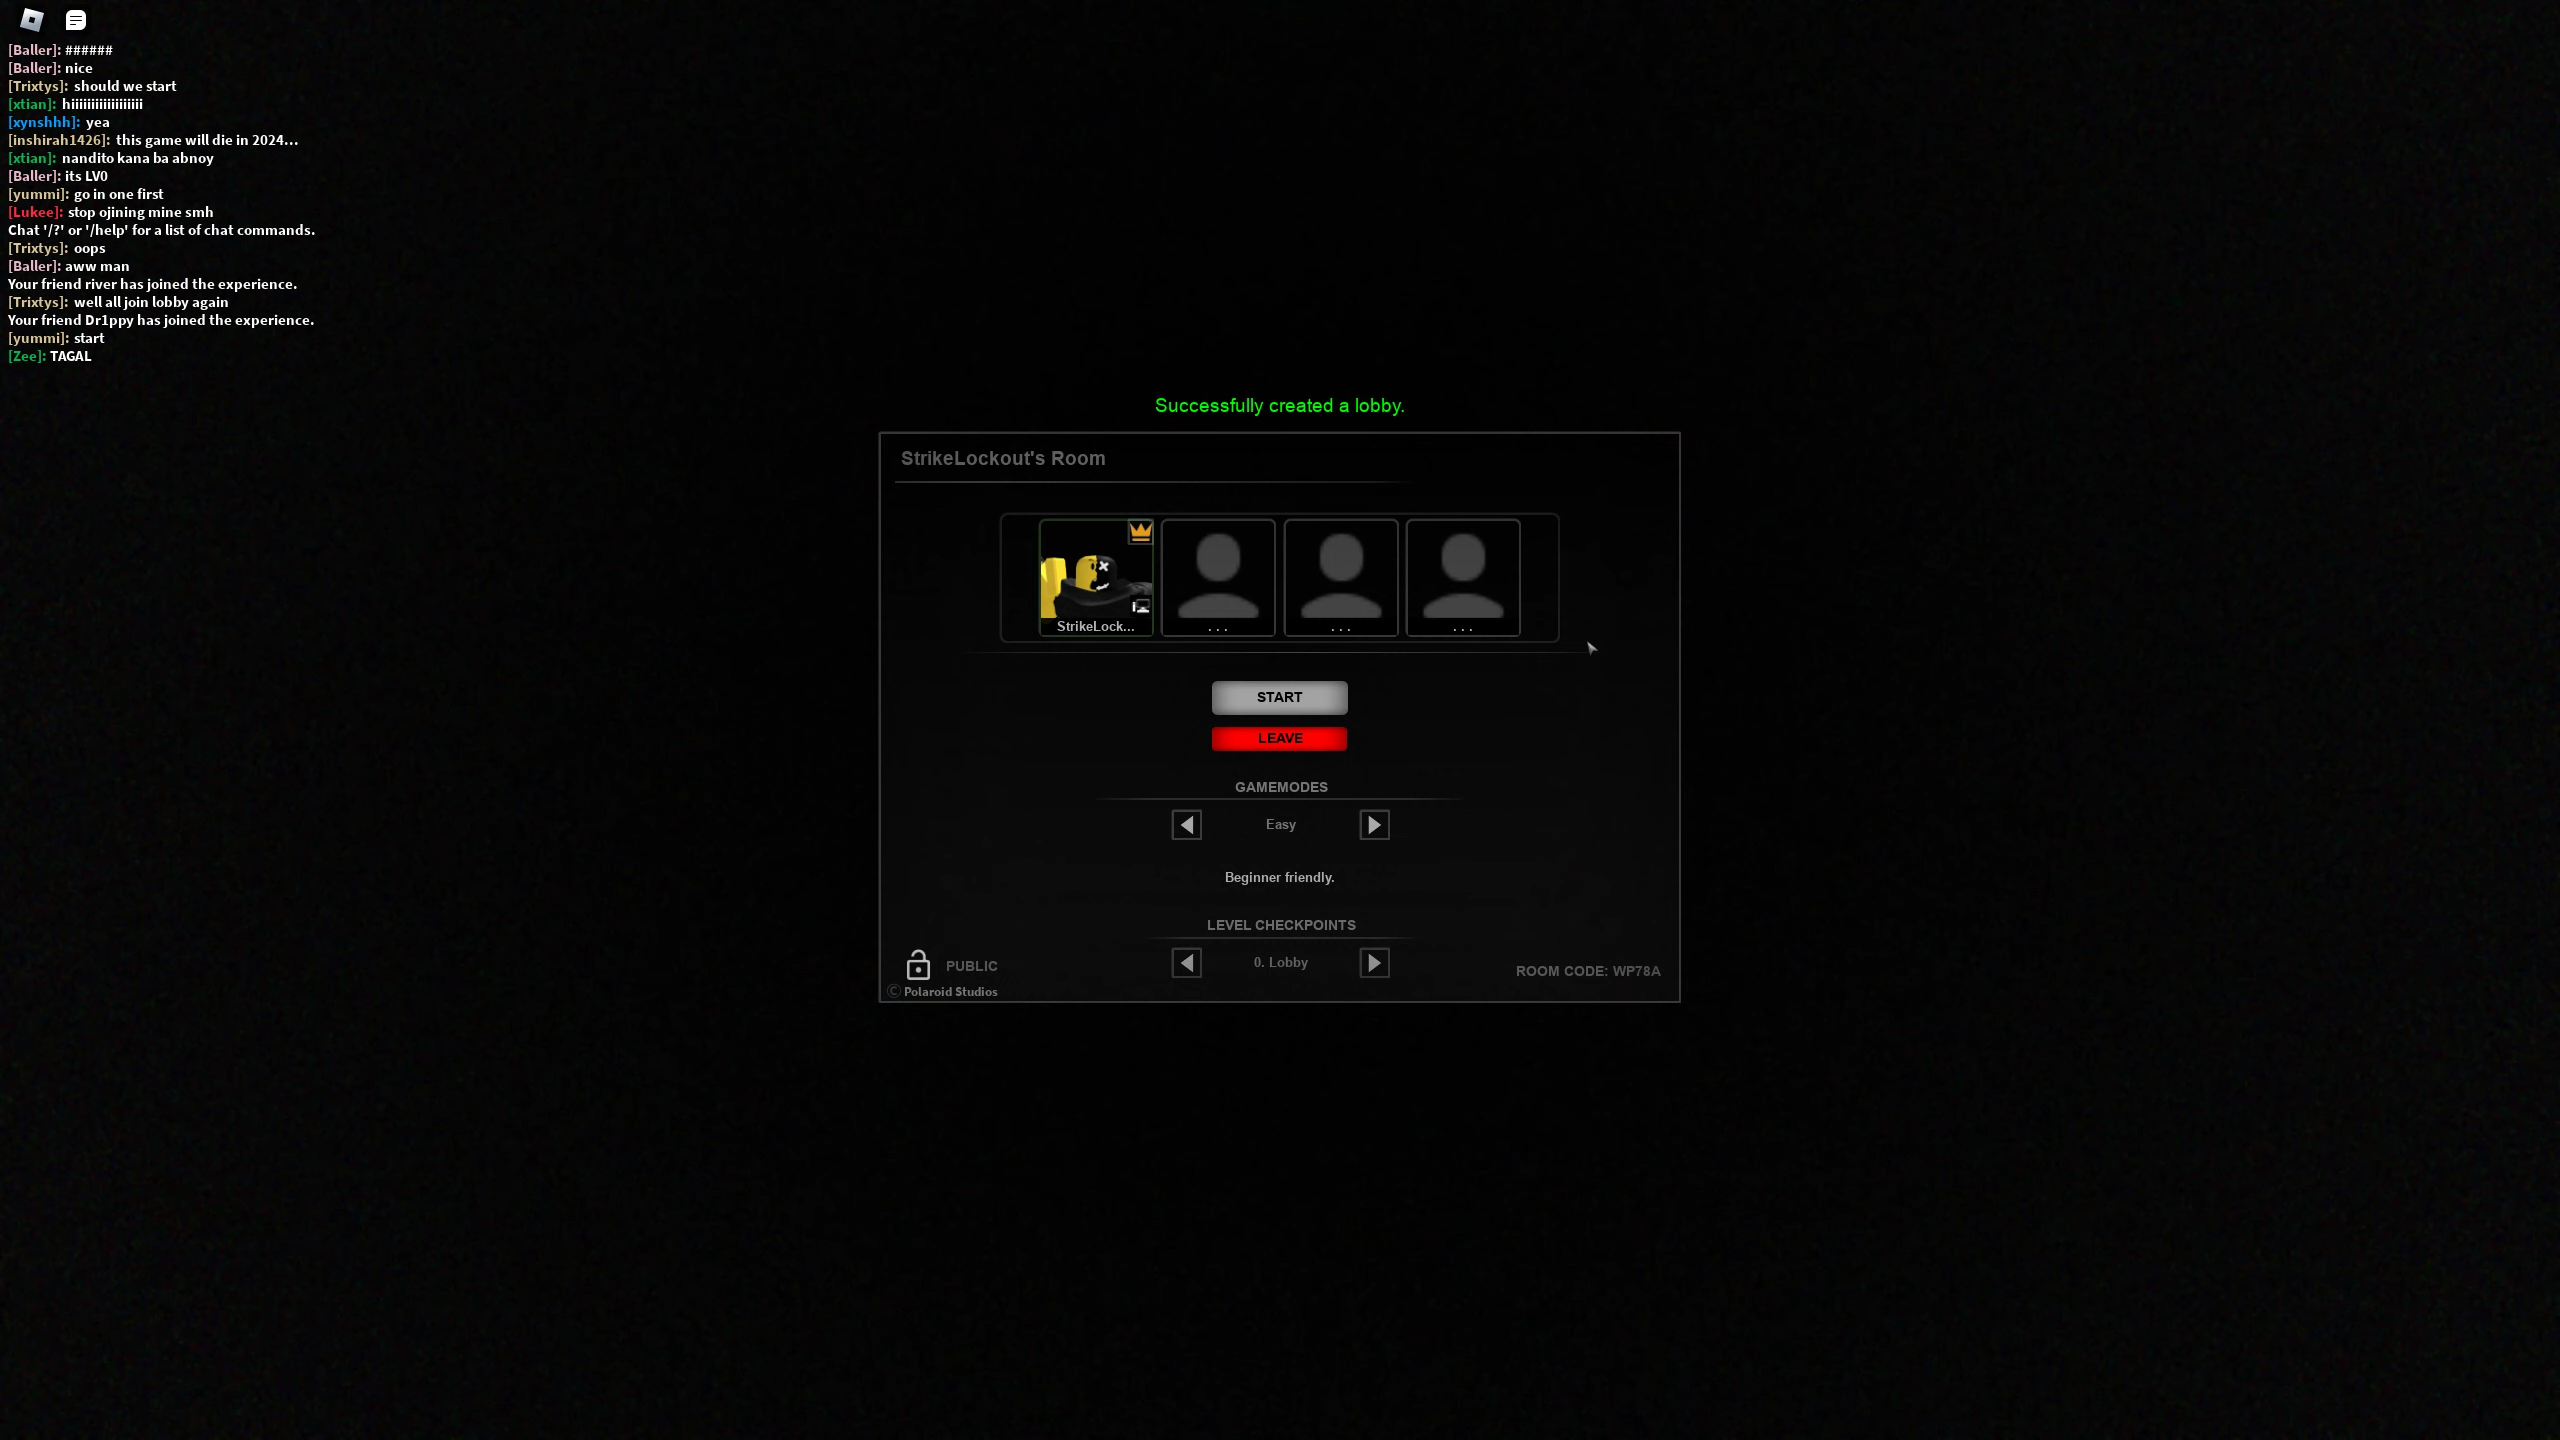 [Baller]: ######
[Baller]: nice
[Trixtys]: should we start
[xtian]: hiiiiiiiiiiiiiiiiii
[xynshhh]: yea
[inshirah1426]: this game will die in 2024...
[xtian]: nandito kana ba abnoy
[Baller]: its LV0
[yummi]: go in one first
[Lukee]: stop ojining mine smh
Chat '/?' or '/help' for a list of chat commands.
[Trixtys]: oops
[Baller]: aww man
Your friend river has joined the experience.
[Trixtys]: well all join lobby again
Your friend Dr1ppy has joined the experience.
[yummi]: start
[Zee]: TAGAL
Successfully created a lobby.
StrikeLockout's Room
StrikeLock...
. . .
. . .
. . .
START
LEAVE
GAMEMODES
Easy
Beginner friendly.
LEVEL CHECKPOINTS
0. Lobby
PUBLIC
ROOM CODE: WP78A
© Polaroid Studios